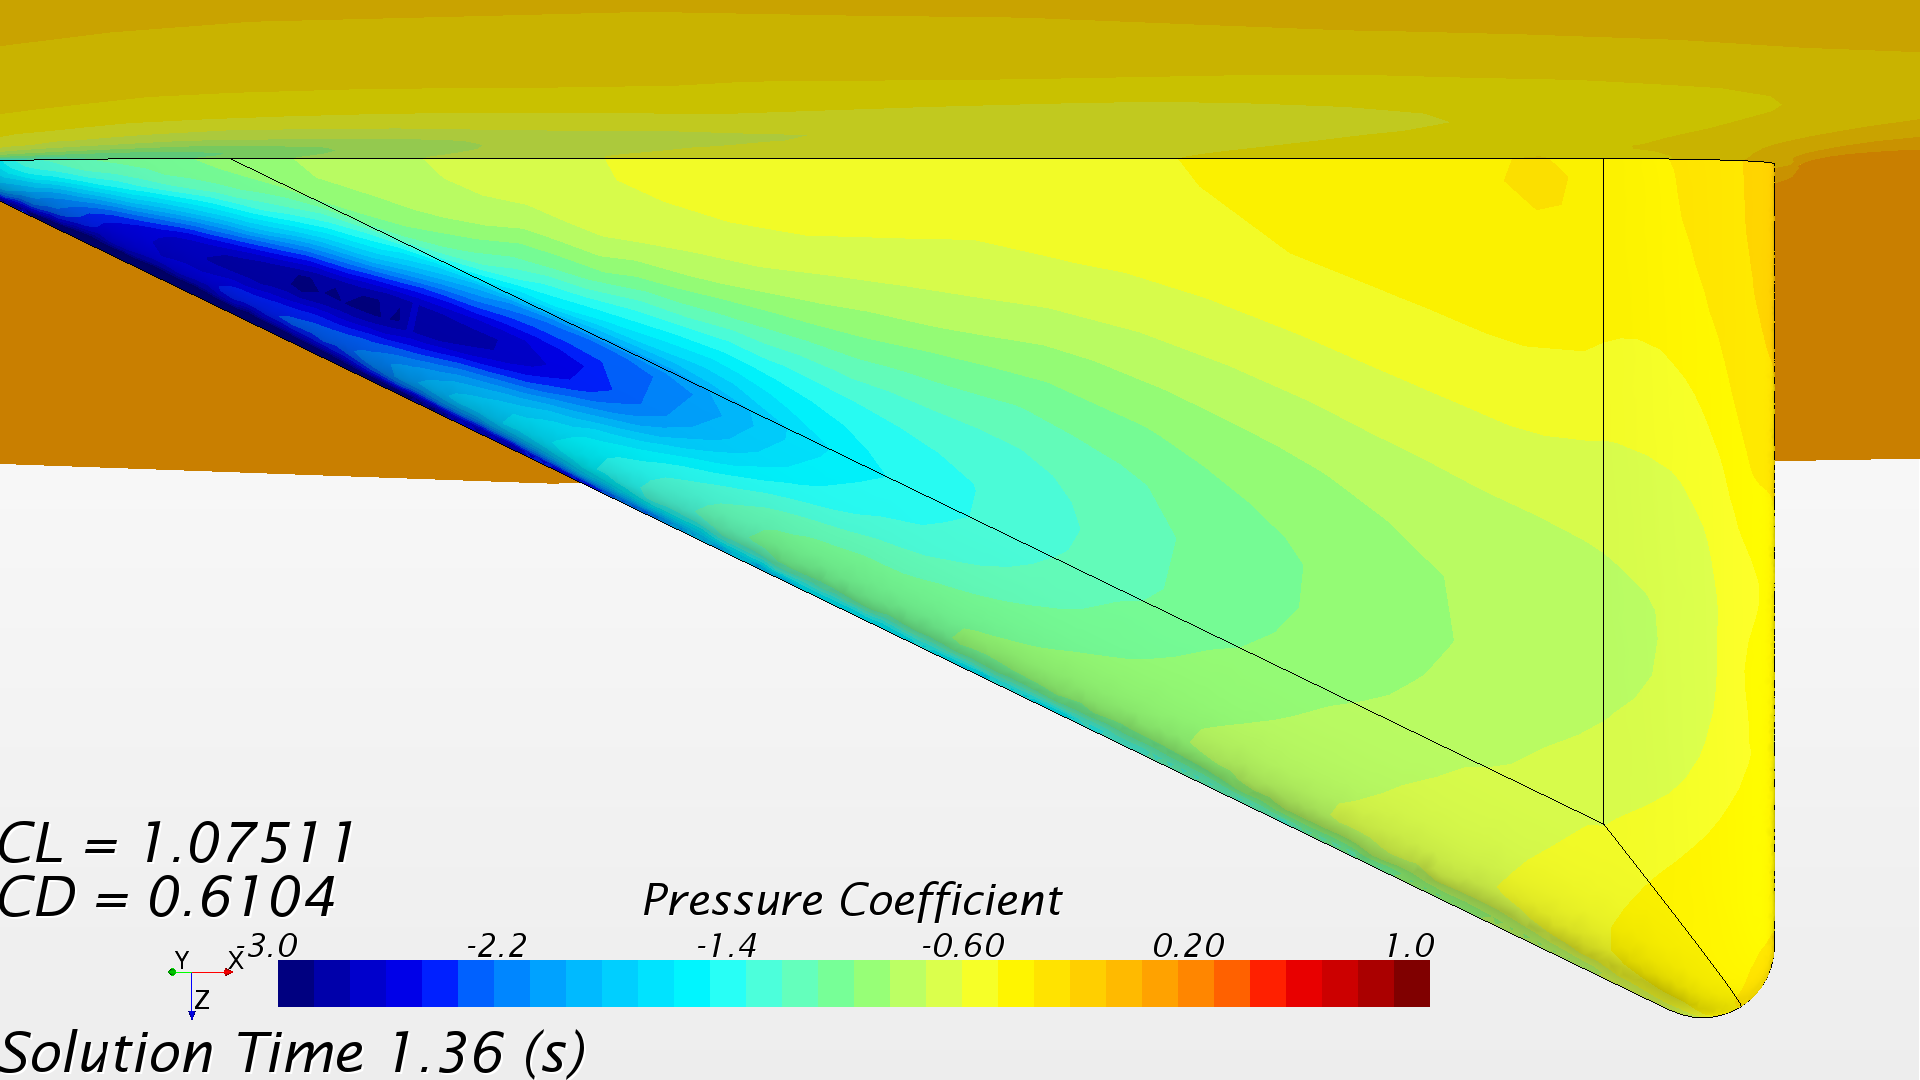 CL = 1.07511
CD = 0.6104
Pressure Coefficient
-3.0 -2.2 -1.4 -0.60 0.20 1.0
Y X
Z
Solution Time 1.36 (s)